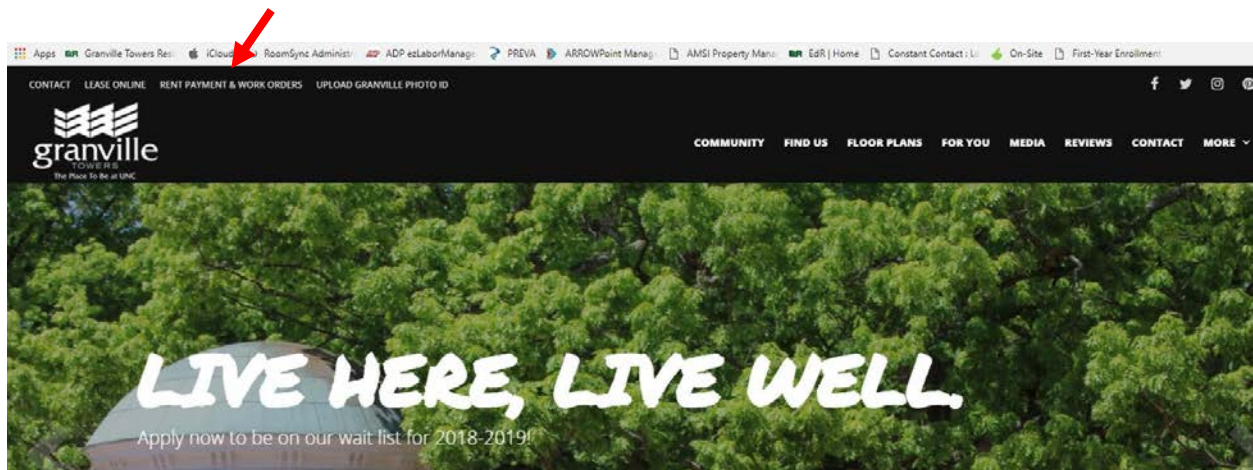 Apps Granville Towers Res iCloud RoomSync Administr ADP ezLaborManage PREVA ARROWPoint Manag AMSI Property Mana EdR | Home Constant Contact : Lo On-Site First-Year Enrollment
CONTACT LEASE ONLINE RENT PAYMENT & WORK ORDERS UPLOAD GRANVILLE PHOTO ID
granville
TOWERS
The Place To Be at UNC
COMMUNITY FIND US FLOOR PLANS FOR YOU MEDIA REVIEWS CONTACT MORE
LIVE HERE, LIVE WELL.
Apply now to be on our wait list for 2018-2019!